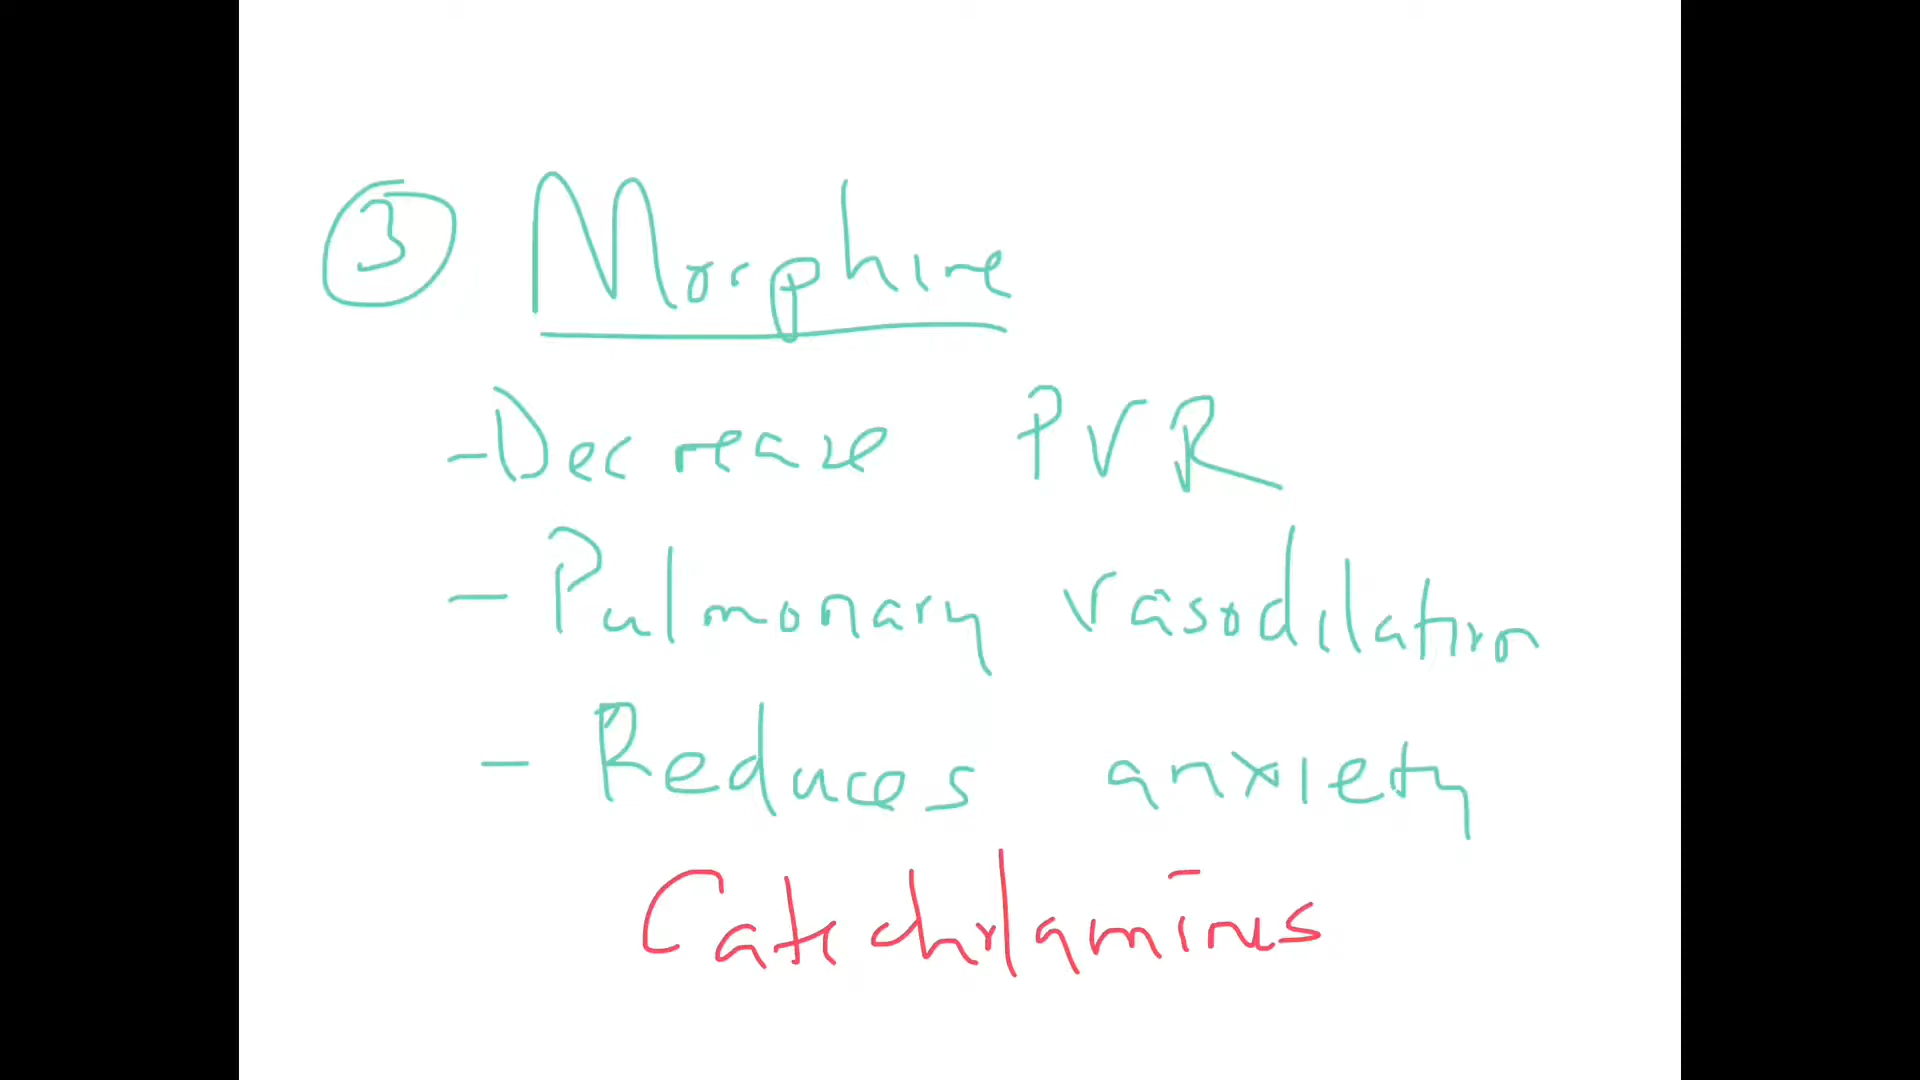 3 Morphine
- Decrease PVR
- Pulmonary vasodilation
- Reduces anxiety
Catecholamines